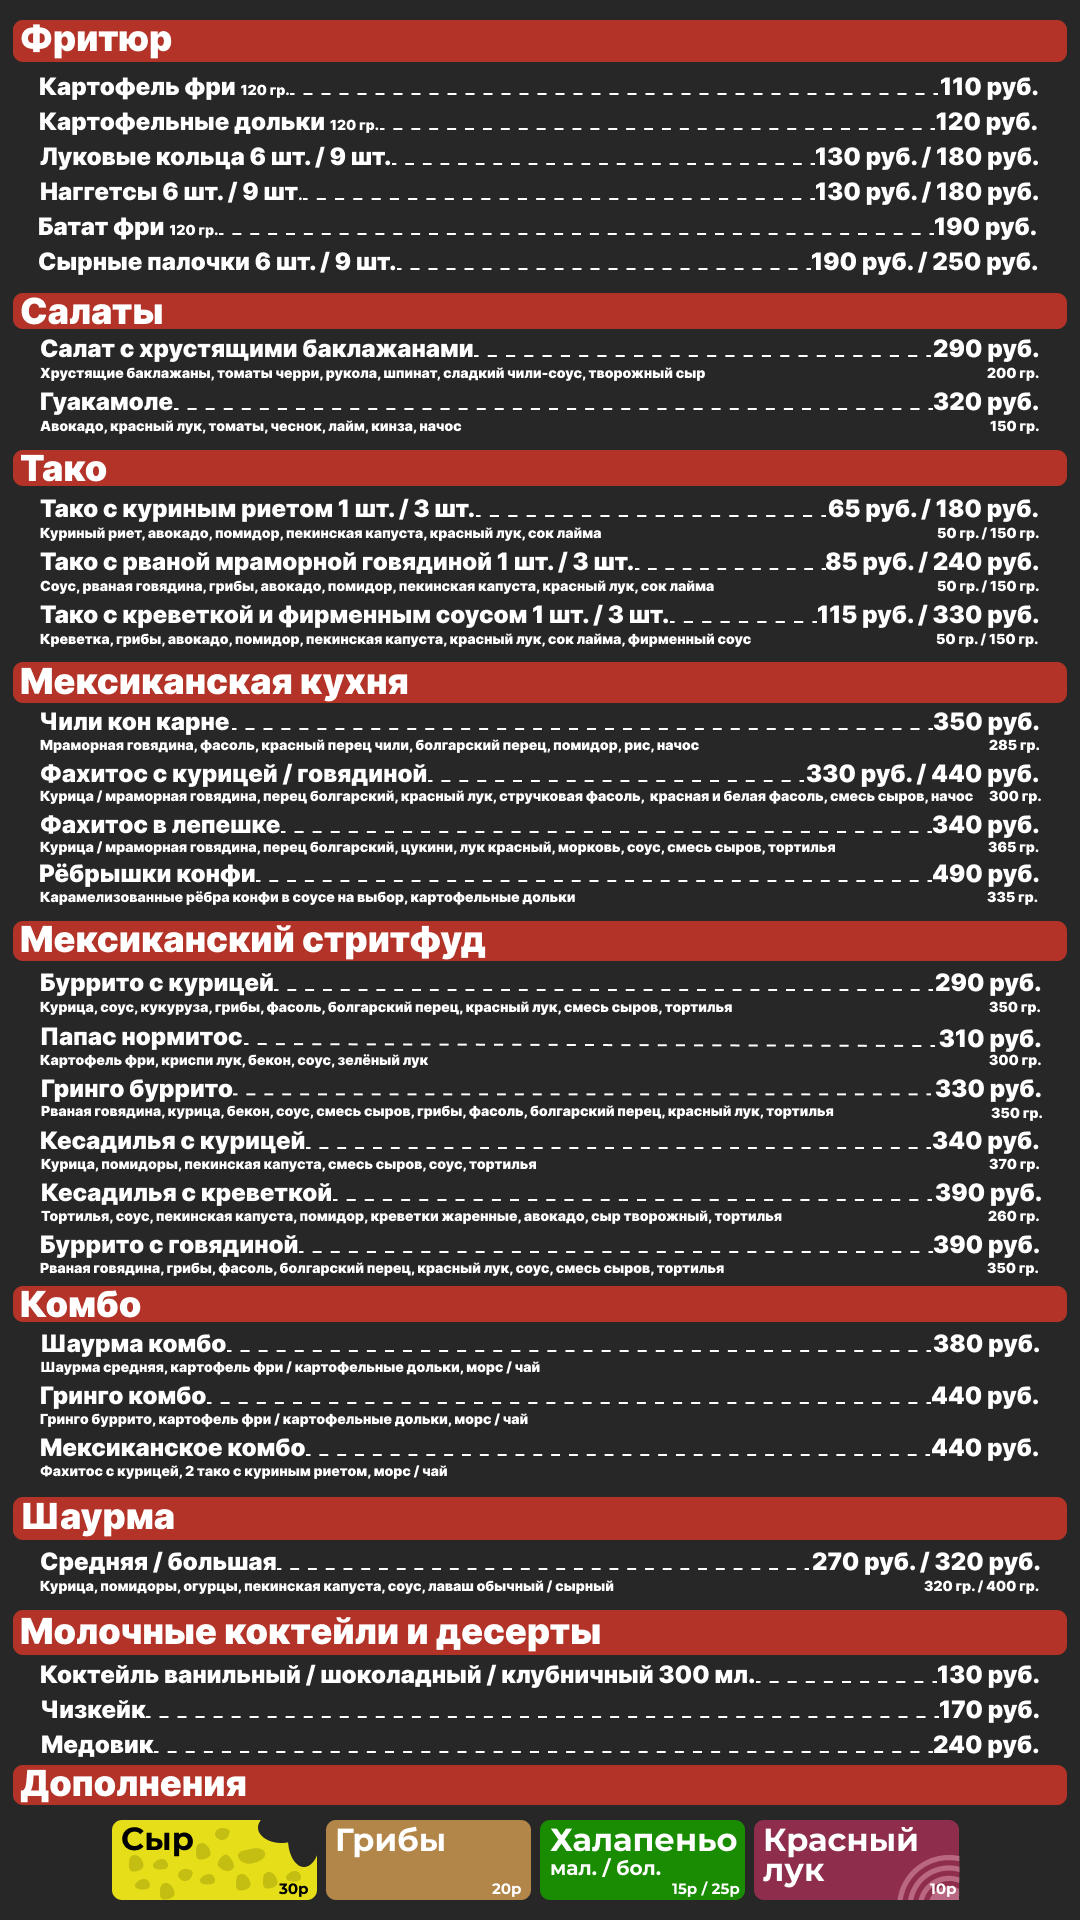 Фритюр
Картофель фри 120 гр. 110 руб.
Картофельные дольки 120 гр. 120 руб.
Луковые кольца 6 шт. / 9 шт. 130 руб. / 180 руб.
Наггетсы 6 шт. / 9 шт. 130 руб. / 180 руб.
Батат фри 120 гр. 190 руб.
Сырные палочки 6 шт. / 9 шт. 190 руб. / 250 руб.
Салаты
Салат с хрустящими баклажанами 290 руб.
Хрустящие баклажаны, томаты черри, рукола, шпинат, сладкий чили-соус, творожный сыр 200 гр.
Гуакамоле 320 руб.
Авокадо, красный лук, томаты, чеснок, лайм, кинза, начос 150 гр.
Тако
Тако с куриным риетом 1 шт. / 3 шт. 65 руб. / 180 руб.
Куриный риет, авокадо, помидор, пекинская капуста, красный лук, сок лайма 50 гр. / 150 гр.
Тако с рваной мраморной говядиной 1 шт. / 3 шт. 85 руб. / 240 руб.
Соус, рваная говядина, грибы, авокадо, помидор, пекинская капуста, красный лук, сок лайма 50 гр. / 150 гр.
Тако с креветкой и фирменным соусом 1 шт. / 3 шт. 115 руб. / 330 руб.
Креветка, грибы, авокадо, помидор, пекинская капуста, красный лук, сок лайма, фирменный соус 50 гр. / 150 гр.
Мексиканская кухня
Чили кон карне 350 руб.
Мраморная говядина, фасоль, красный перец чили, болгарский перец, помидор, рис, начос 285 гр.
Фахитос с курицей / говядиной 330 руб. / 440 руб.
Курица / мраморная говядина, перец болгарский, красный лук, стручковая фасоль, красная и белая фасоль, смесь сыров, начос 300 гр.
Фахитос в лепешке 340 руб.
Курица / мраморная говядина, перец болгарский, цукини, лук красный, морковь, соус, смесь сыров, тортилья 365 гр.
Рёбрышки конфи 490 руб.
Карамелизованные рёбра конфи в соусе на выбор, картофельные дольки 335 гр.
Мексиканский стритфуд
Буррито с курицей 290 руб.
Курица, соус, кукуруза, грибы, фасоль, болгарский перец, красный лук, смесь сыров, тортилья 350 гр.
Папас нормитос 310 руб.
Картофель фри, криспи лук, бекон, соус, зелёный лук 300 гр.
Гринго буррито 330 руб.
Рваная говядина, курица, бекон, соус, смесь сыров, грибы, фасоль, болгарский перец, красный лук, тортилья 350 гр.
Кесадилья с курицей 340 руб.
Курица, помидоры, пекинская капуста, смесь сыров, соус, тортилья 370 гр.
Кесадилья с креветкой 390 руб.
Тортилья, соус, пекинская капуста, помидор, креветки жаренные, авокадо, сыр творожный, тортилья 260 гр.
Буррито с говядиной 390 руб.
Рваная говядина, грибы, фасоль, болгарский перец, красный лук, соус, смесь сыров, тортилья 350 гр.
Комбо
Шаурма комбо 380 руб.
Шаурма средняя, картофель фри / картофельные дольки, морс / чай
Гринго комбо 440 руб.
Гринго буррито, картофель фри / картофельные дольки, морс / чай
Мексиканское комбо 440 руб.
Фахитос с курицей, 2 тако с куриным риетом, морс / чай
Шаурма
Средняя / большая 270 руб. / 320 руб.
Курица, помидоры, огурцы, пекинская капуста, соус, лаваш обычный / сырный 320 гр. / 400 гр.
Молочные коктейли и десерты
Коктейль ванильный / шоколадный / клубничный 300 мл. 130 руб.
Чизкейк 170 руб.
Медовик 240 руб.
Дополнения
Сыр
30р
Грибы
20р
Халапеньо
мал. / бол.
15р / 25р
Красный
лук
10р